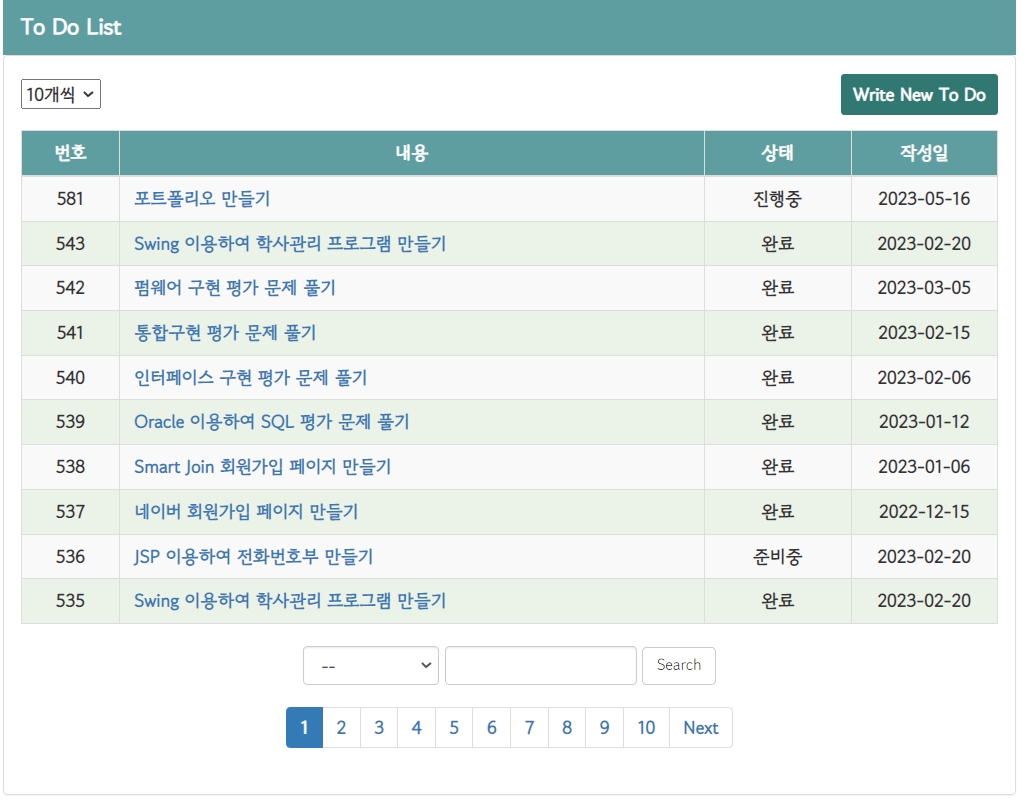 To Do List
10개씩
Write New To Do
번호 내용 상태 작성일
581 포트폴리오 만들기 진행중 2023-05-16
543 Swing 이용하여 학사관리 프로그램 만들기 완료 2023-02-20
542 펌웨어 구현 평가 문제 풀기 완료 2023-03-05
541 통합구현 평가 문제 풀기 완료 2023-02-15
540 인터페이스 구현 평가 문제 풀기 완료 2023-02-06
539 Oracle 이용하여 SQL 평가 문제 풀기 완료 2023-01-12
538 Smart Join 회원가입 페이지 만들기 완료 2023-01-06
537 네이버 회원가입 페이지 만들기 완료 2022-12-15
536 JSP 이용하여 전화번호부 만들기 준비중 2023-02-20
535 Swing 이용하여 학사관리 프로그램 만들기 완료 2023-02-20
-- Search
1 2 3 4 5 6 7 8 9 10 Next